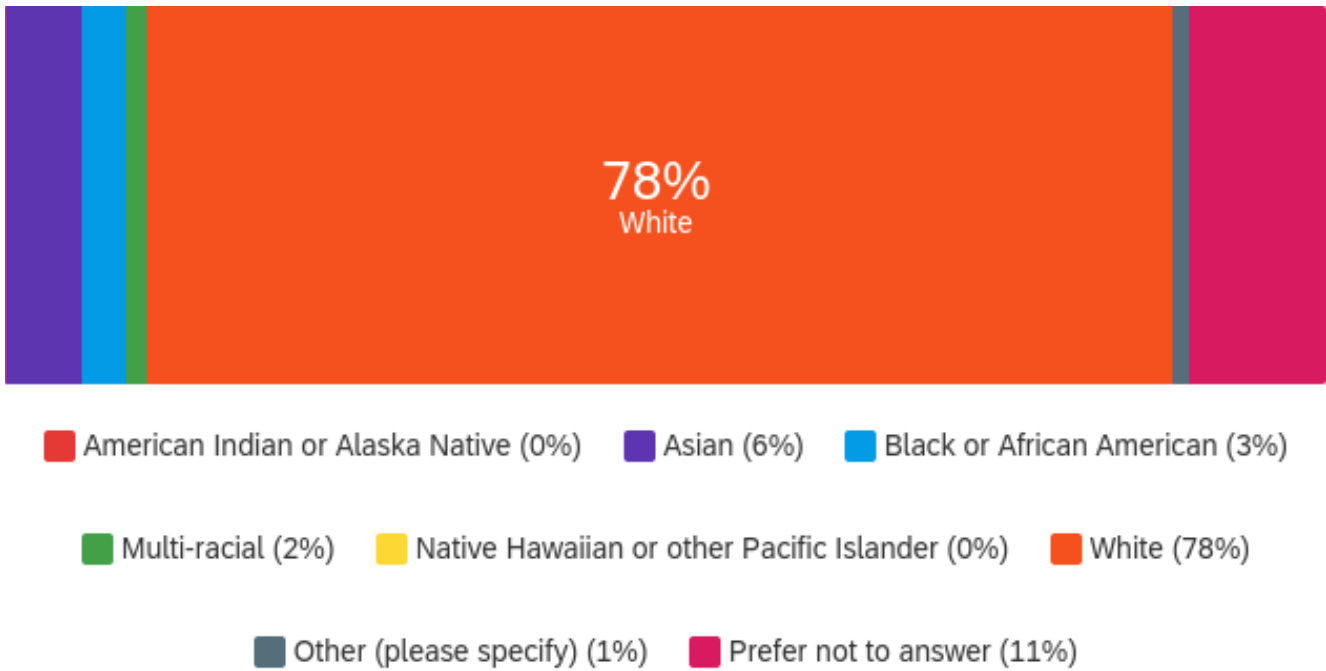 78%
White
American Indian or Alaska Native (0%) Asian (6%) Black or African American (3%)
Multi-racial (2%) Native Hawaiian or other Pacific Islander (0%) White (78%)
Other (please specify) (1%) Prefer not to answer (11%)